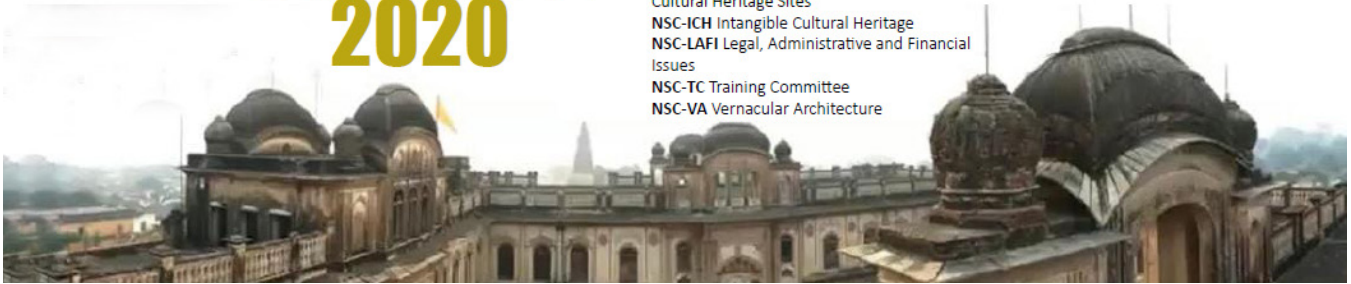 2020
Cultural Heritage Sites
NSC-ICH Intangible Cultural Heritage
NSC-LAFI Legal, Administrative and Financial
Issues
NSC-TC Training Committee
NSC-VA Vernacular Architecture